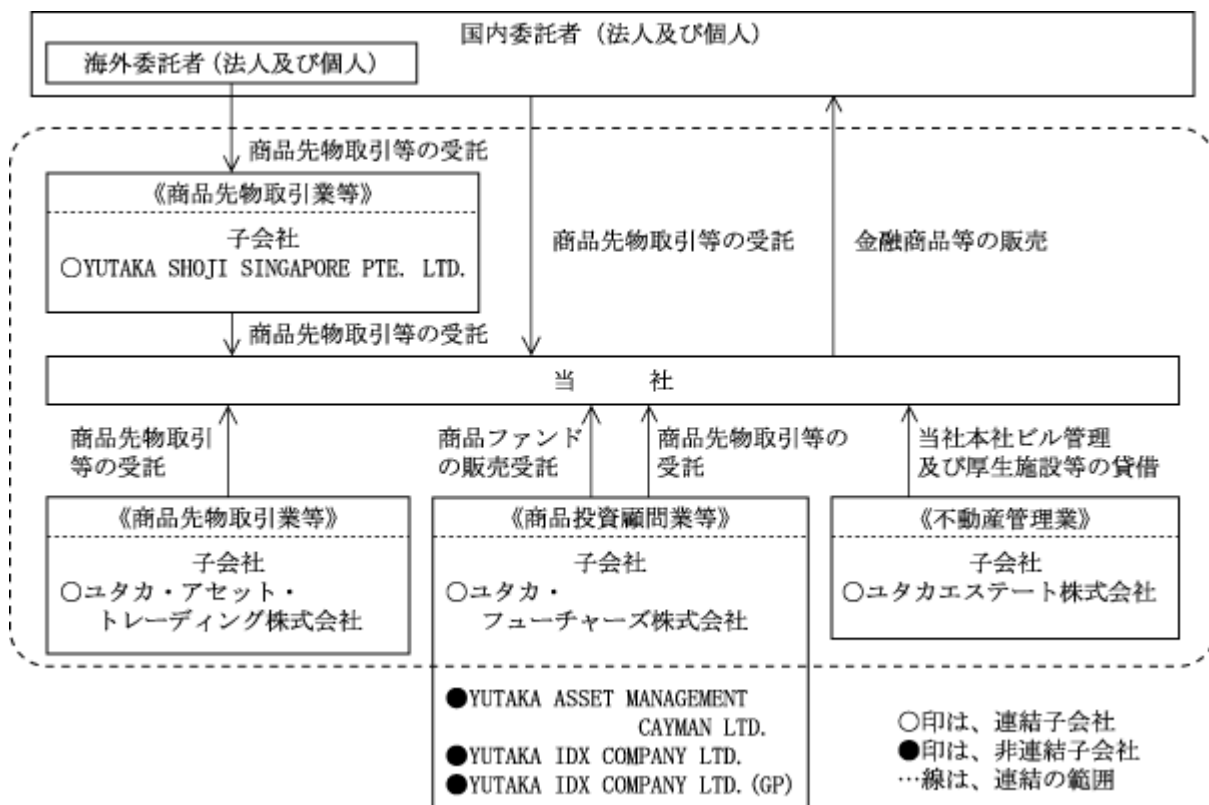 国内委託者（法人及び個人）
海外委託者（法人及び個人）
商品先物取引等の受託
《商品先物取引業等》
子会社
○YUTAKA SHOJI SINGAPORE PTE. LTD.
商品先物取引等の受託
金融商品等の販売
商品先物取引等の受託
当　　　社
商品先物取引
等の受託
商品ファンド
の販売受託
商品先物取引等の
受託
当社本社ビル管理
及び厚生施設等の貸借
《商品先物取引業等》
子会社
○ユタカ・アセット・
トレーディング株式会社
《商品投資顧問業等》
子会社
○ユタカ・
フューチャーズ株式会社
●YUTAKA ASSET MANAGEMENT
CAYMAN LTD.
●YUTAKA IDX COMPANY LTD.
●YUTAKA IDX COMPANY LTD.(GP)
《不動産管理業》
子会社
○ユタカエステート株式会社
○印は、連結子会社
●印は、非連結子会社
…線は、連結の範囲